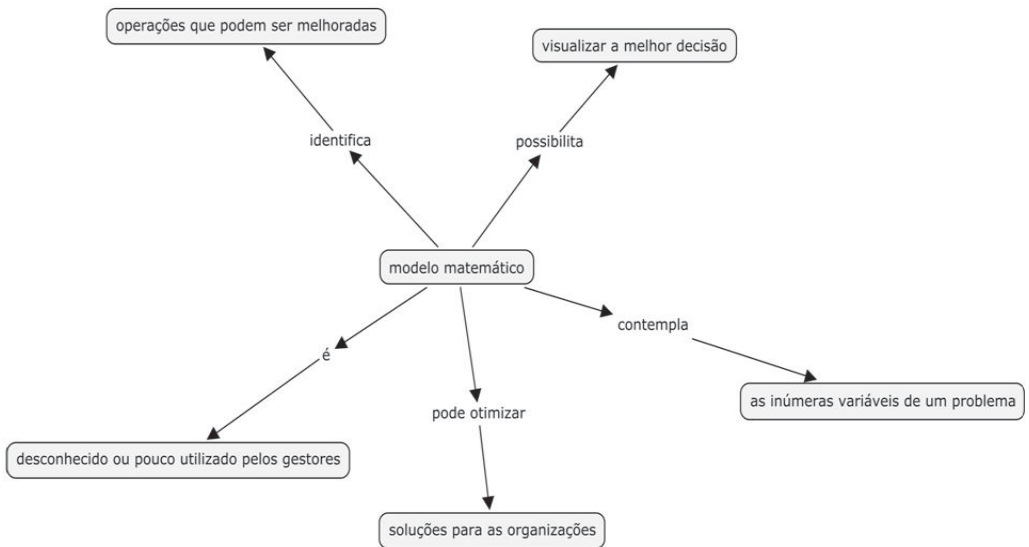 operações que podem ser melhoradas
visualizar a melhor decisão
identifica
possibilita
modelo matemático
contempla
é
as inúmeras variáveis de um problema
pode otimizar
desconhecido ou pouco utilizado pelos gestores
soluções para as organizações